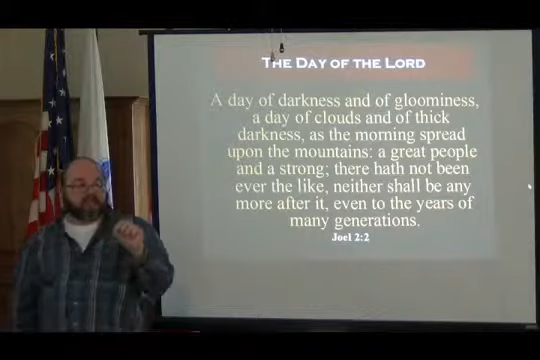 THE DAY OF THE LORD
A day of darkness and of gloominess,
a day of clouds and of thick
darkness, as the morning spread
upon the mountains: a great people
and a strong; there hath not been
ever the like, neither shall be any
more after it, even to the years of
many generations.
Joel 2:2